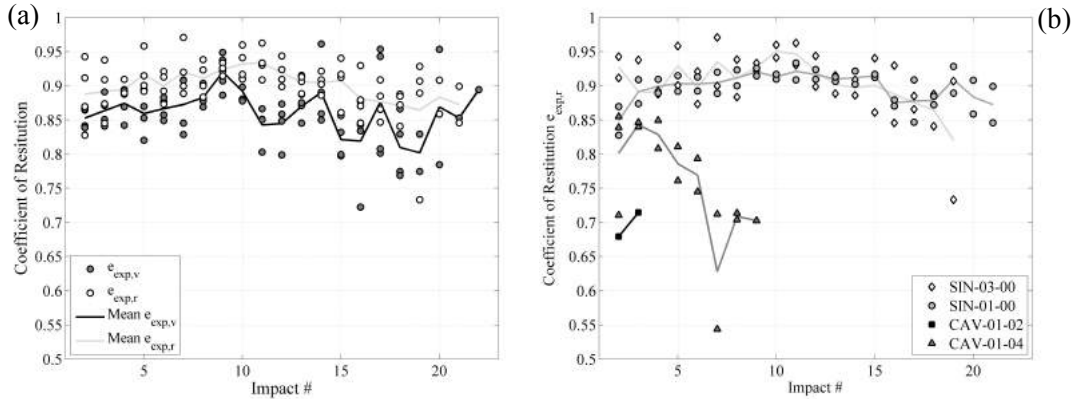 (a)
Coefficient of Resitution
1
0.95
0.9
0.85
0.8
0.75
0.7
0.65
0.6
0.55
0.5
5
10
15
20
Impact #
e_exp,v
e_exp,r
Mean e_exp,v
Mean e_exp,r
(b)
Coefficient of Restitution e_exp,r
1
0.95
0.9
0.85
0.8
0.75
0.7
0.65
0.6
0.55
0.5
5
10
15
20
Impact #
SIN-03-00
SIN-01-00
CAV-01-02
CAV-01-04